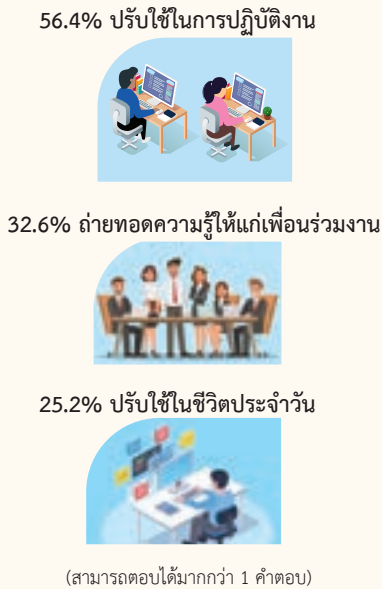 56.4% ปรับใช้ในการปฏิบัติงาน
32.6% ถ่ายทอดความรู้ให้แก่เพื่อนร่วมงาน
25.2% ปรับใช้ในชีวิตประจำวัน
(สามารถตอบได้มากกว่า 1 คำตอบ)